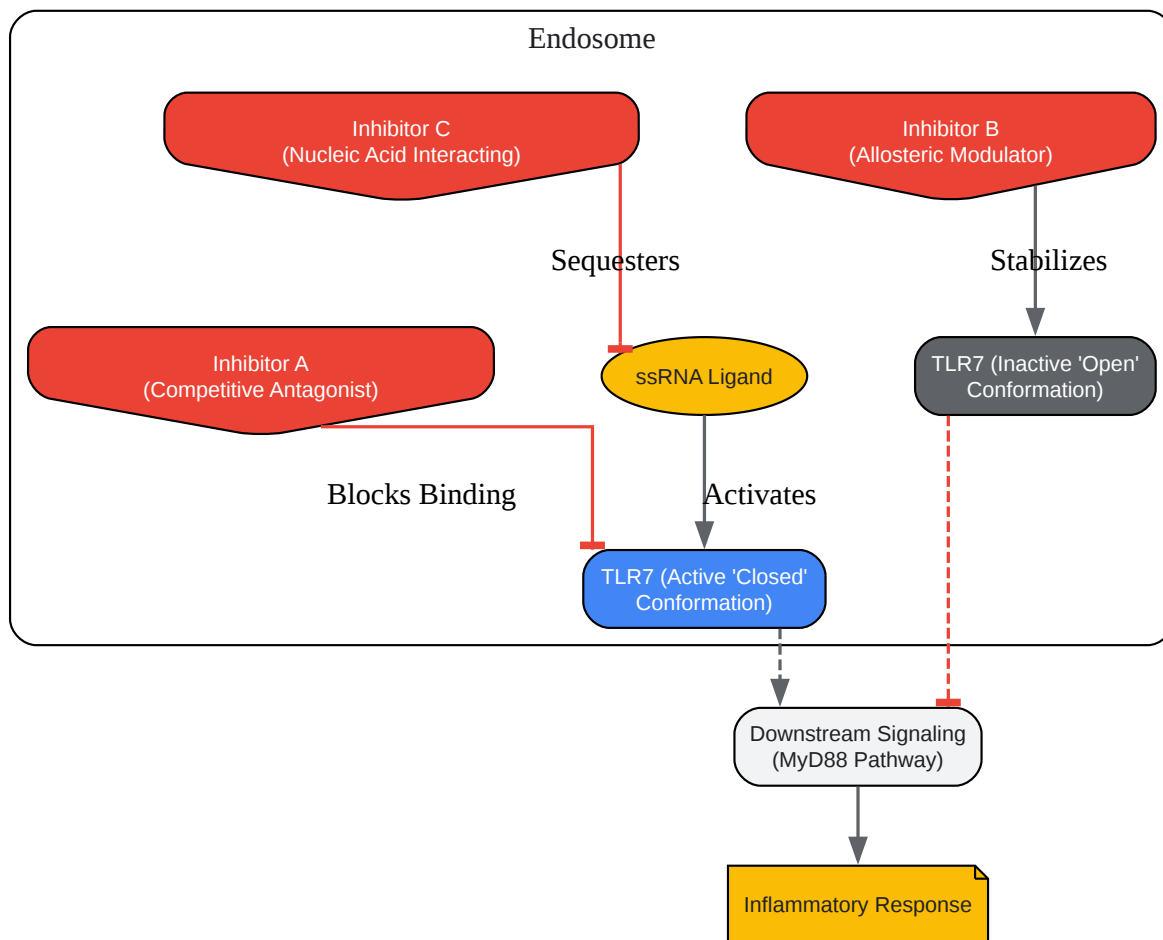 Endosome
Inhibitor C
(Nucleic Acid Interacting)
Inhibitor B
(Allosteric Modulator)
Sequesters
Stabilizes
Inhibitor A
(Competitive Antagonist)
ssRNA Ligand
TLR7 (Inactive 'Open'
Conformation)
Blocks Binding
Activates
TLR7 (Active 'Closed'
Conformation)
Downstream Signaling
(MyD88 Pathway)
Inflammatory Response